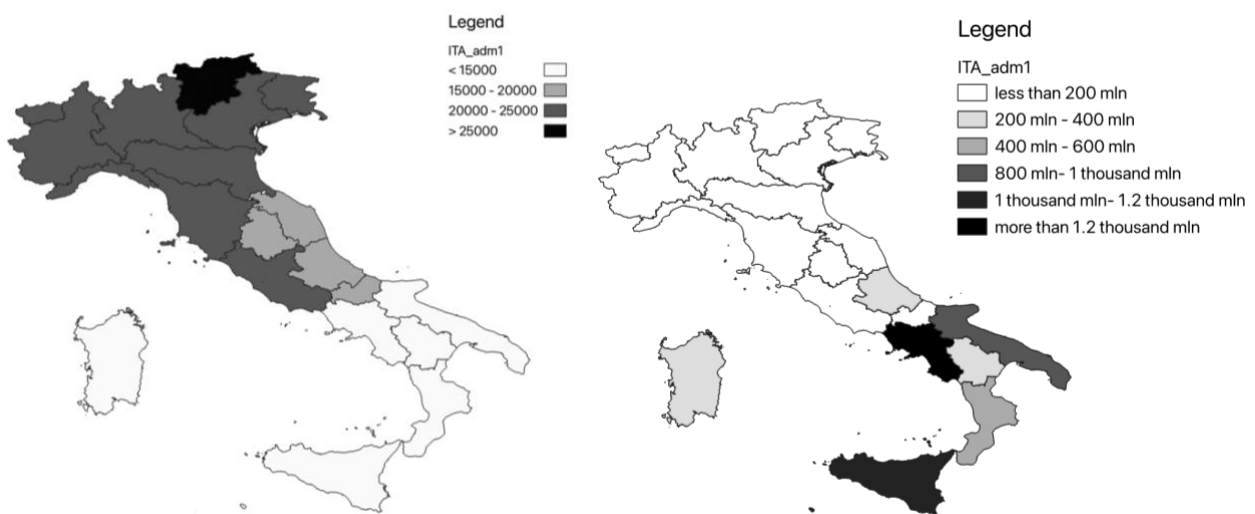 Legend
ITA_adm1
< 15000
15000 - 20000
20000 - 25000
> 25000
Legend
ITA_adm1
less than 200 mln
200 mln - 400 mln
400 mln - 600 mln
800 mln- 1 thousand mln
1 thousand mln- 1.2 thousand mln
more than 1.2 thousand mln